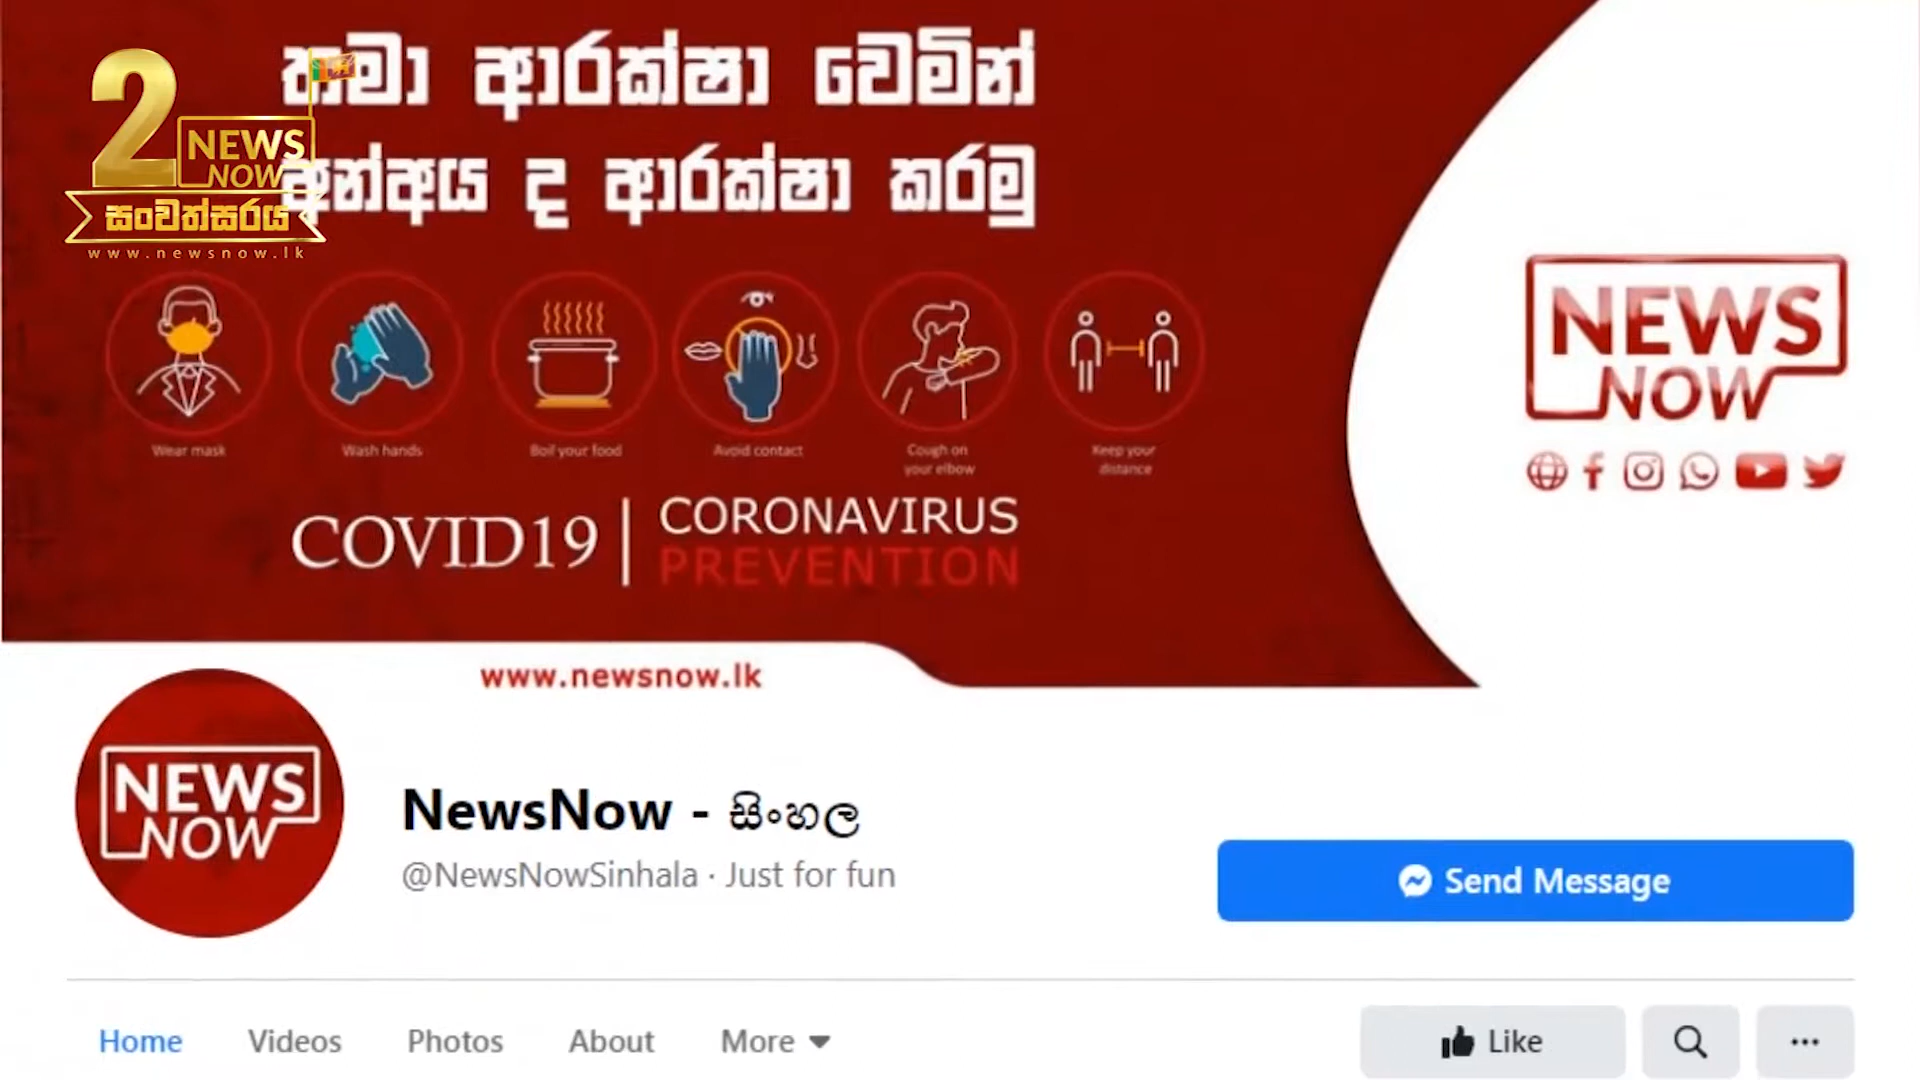 තමා ආරක්ෂා වෙමින්
අන්අය ද ආරක්ෂා කරමු
2
NEWS
NOW
සංවත්සරය
www.newsnow.lk
Wear mask
Wash hands
Boil your food
Avoid contact
Cough on
your elbow
Keep your
distance
COVID19
CORONAVIRUS
PREVENTION
NEWS
NOW
www.newsnow.lk
NEWS
NOW
NewsNow - සිංහල
@NewsNowSinhala · Just for fun
Send Message
Home Videos Photos About More
Like